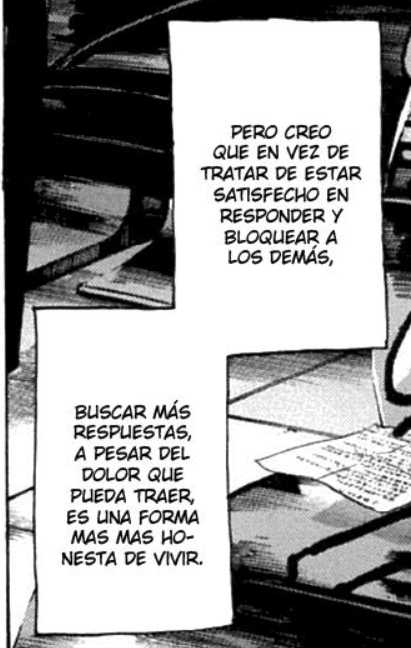 PERO CREO
QUE EN VEZ DE
TRATAR DE ESTAR
SATISFECHO EN
RESPONDER Y
BLOQUEAR A
LOS DEMÁS,
BUSCAR MÁS
RESPUESTAS,
A PESAR DEL
DOLOR QUE
PUEDA TRAER,
ES UNA FORMA
MAS MAS HO-
NESTA DE VIVIR.